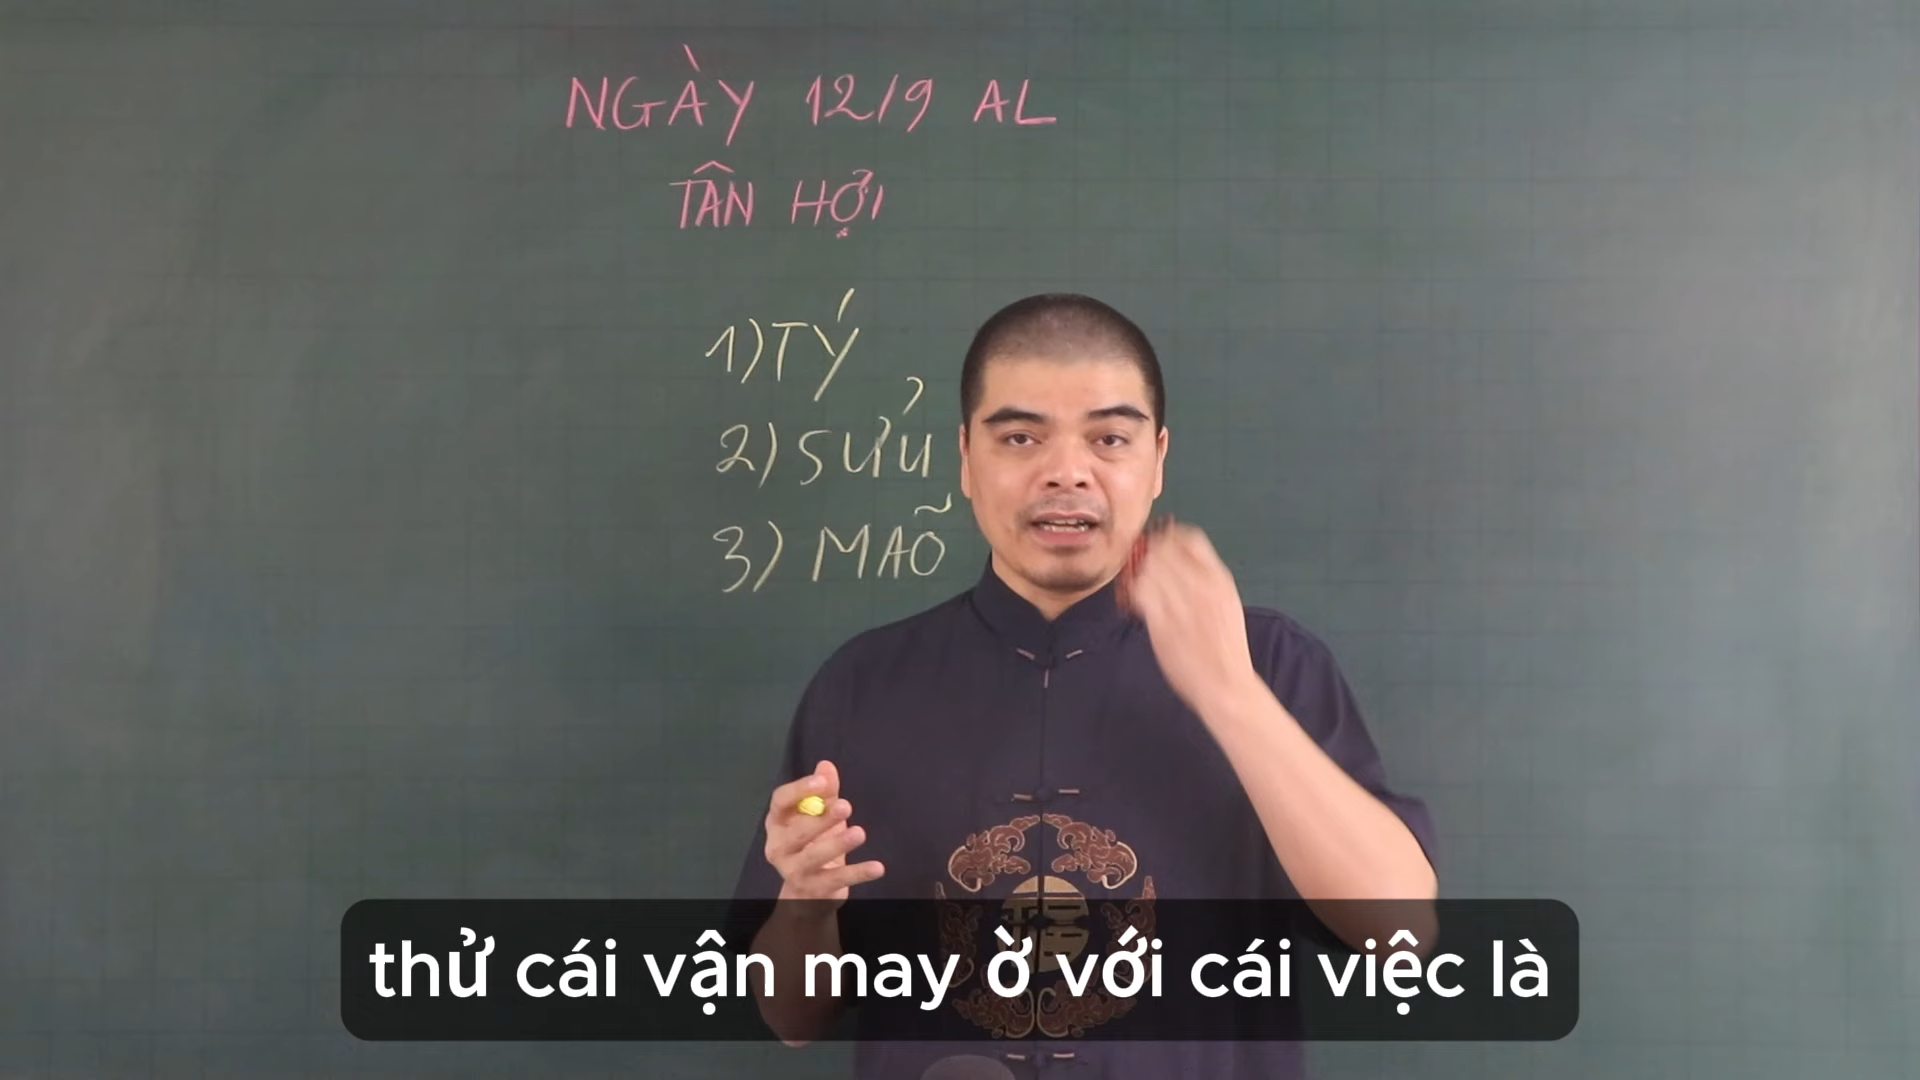 NGÀY 12/9 AL
TÂN HỢI
1) TÝ
2) SỬU
3) MAÕ
thử cái vận may ờ với cái việc là